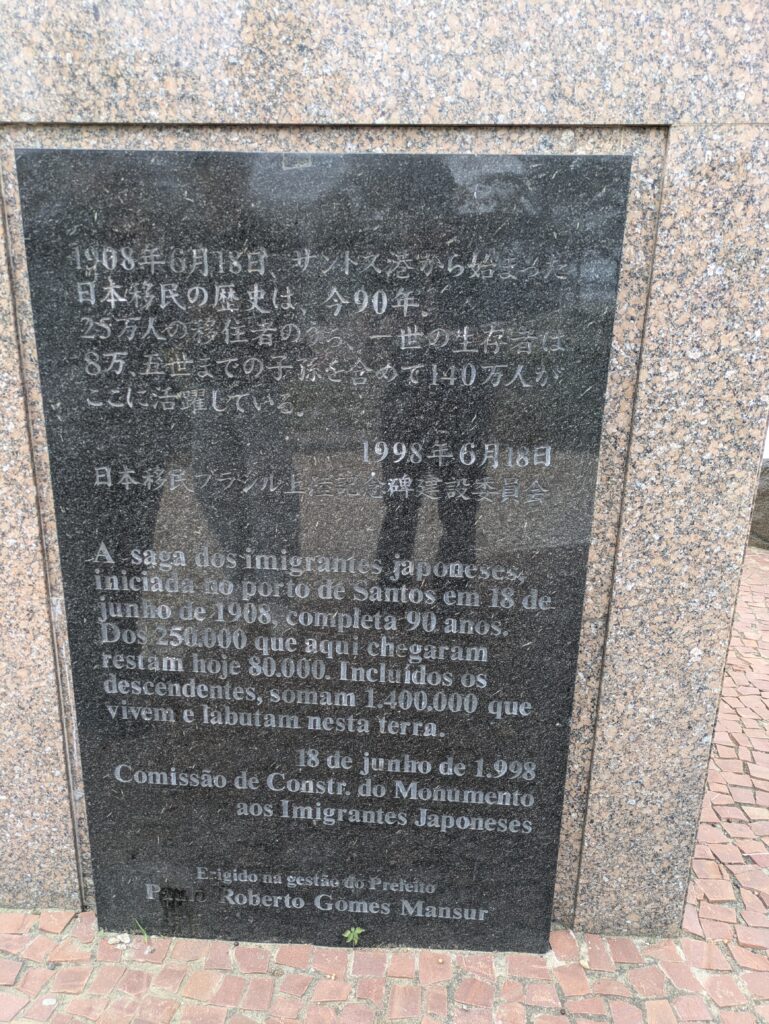 1908年6月18日、サントス港から始まった
日本移民の歴史は、今90年。
25万人の移住者のうち、一世の生存者は
8万、五世までの子孫を含めて140万人が
ここに活躍している。
1998年6月18日
日本移民ブラジル上陸記念碑建設委員会
A saga dos imigrantes japoneses,
iniciada no porto de Santos em 18 de
junho de 1908, completa 90 anos.
Dos 250.000 que aqui chegaram
restam hoje 80.000. Incluídos os
descendentes, somam 1.400.000 que
vivem e labutam nesta terra.
18 de junho de 1.998
Comissão de Constr. do Monumento
aos Imigrantes Japoneses
Erigido na gestão do Prefeito
Paulo Roberto Gomes Mansur